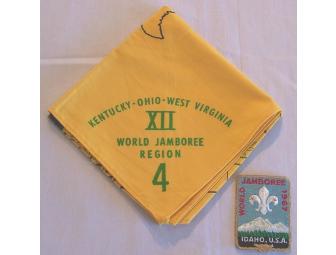 KENTUCKY-OHIO-WEST VIRGINIA
XII
WORLD JAMBOREE
REGION
4
WORLD JAMBOREE 1967
IDAHO, U.S.A.